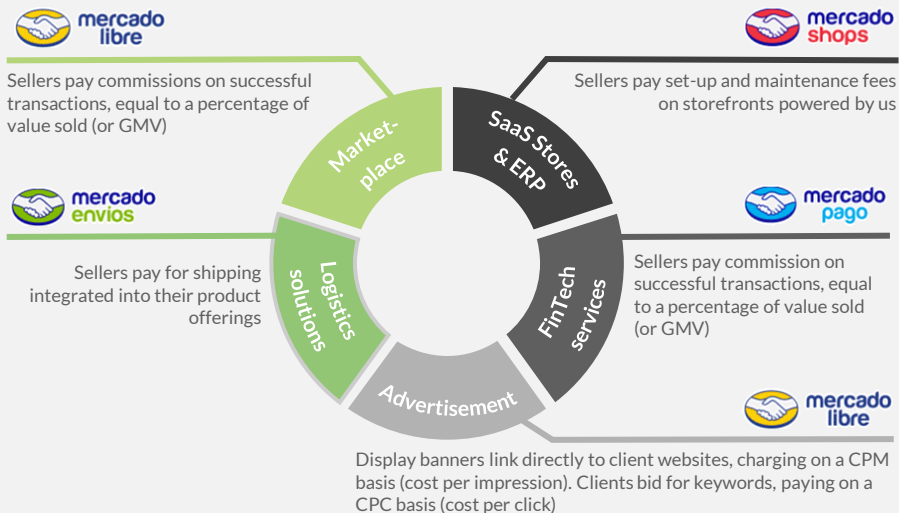 mercado
libre
Sellers pay commissions on successful
transactions, equal to a percentage of
value sold (or GMV)
mercado
shops
Sellers pay set-up and maintenance fees
on storefronts powered by us
Market-
place
SaaS Stores
& ERP
mercado
envios
Sellers pay for shipping
integrated into their product
offerings
Logistics
solutions
FinTech
services
mercado
pago
Sellers pay commission on
successful transactions, equal
to a percentage of value sold
(or GMV)
Advertisement
mercado
libre
Display banners link directly to client websites, charging on a CPM
basis (cost per impression). Clients bid for keywords, paying on a
CPC basis (cost per click)